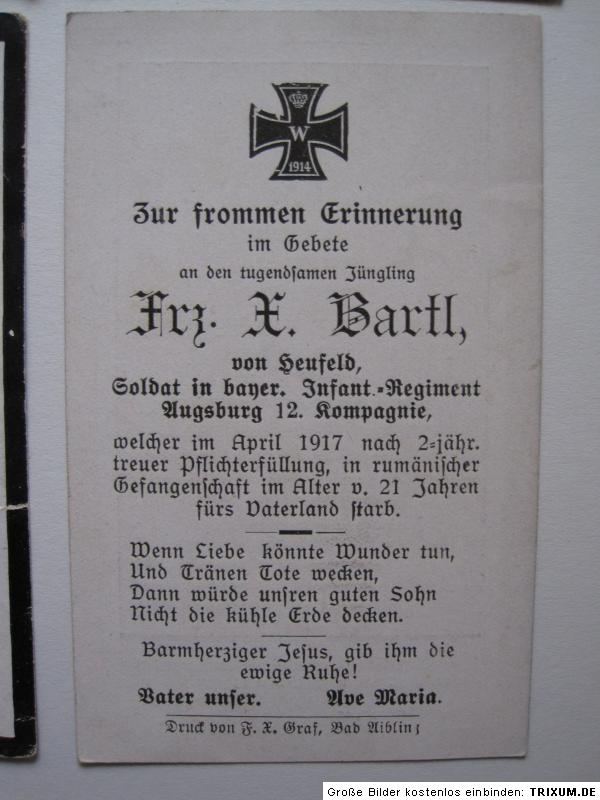 W
1914
Zur frommen Erinnerung
im Gebete
an den tugendsamen Jüngling
Frz. X. Bartl,
von Heufeld,
Soldat in bayer. Infant.-Regiment
Augsburg 12. Kompagnie,
welcher im April 1917 nach 2-jähr.
treuer Pflichterfüllung, in rumänischer
Gefangenschaft im Alter v. 21 Jahren
fürs Vaterland starb.
Wenn Liebe könnte Wunder tun,
Und Tränen Tote wecken,
Dann würde unsren guten Sohn
Nicht die kühle Erde decken.
Barmherziger Jesus, gib ihm die
ewige Ruhe!
Vater unser. Ave Maria.
Druck von F. X. Graf, Bad Aibling
Große Bilder kostenlos einbinden: TRIXUM.DE